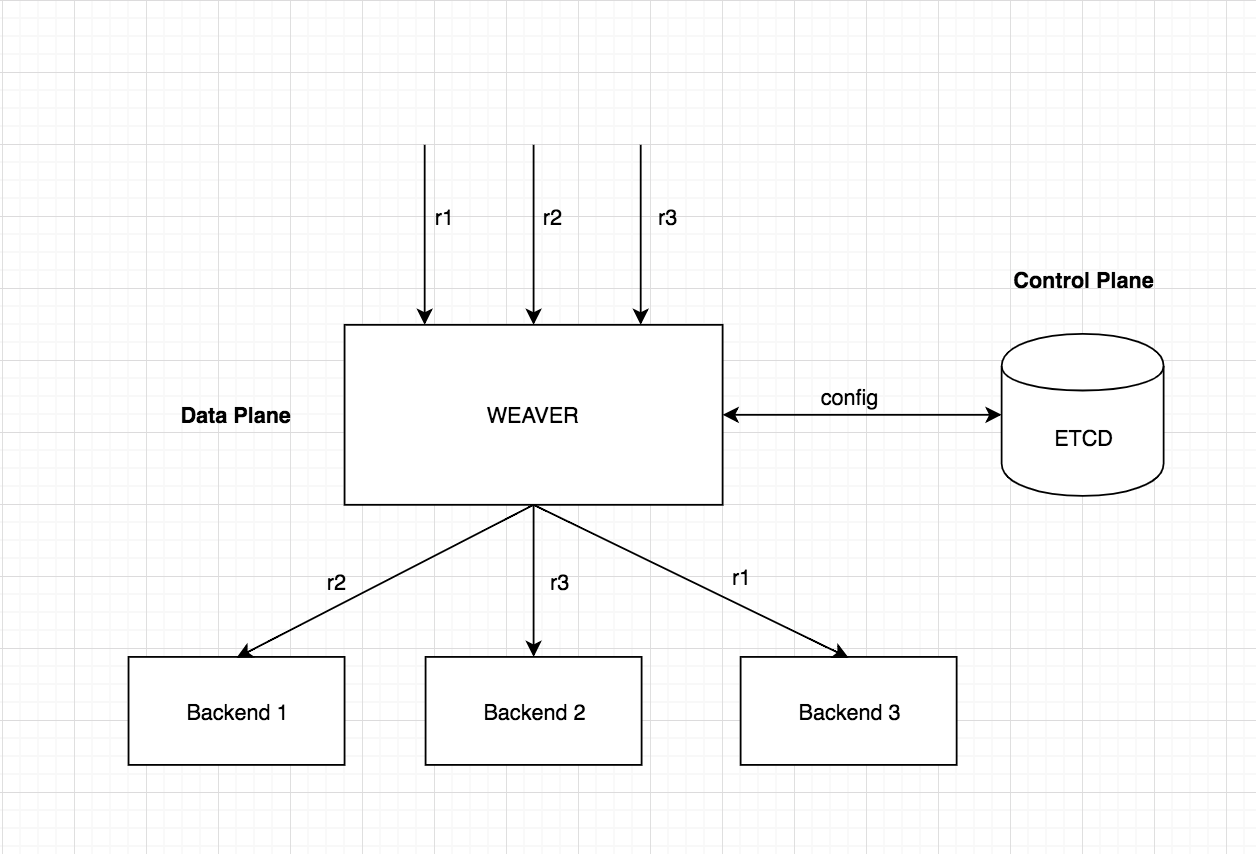 r1
r2
r3
Control Plane
config
Data Plane
WEAVER
ETCD
r2
r3
r1
Backend 1
Backend 2
Backend 3